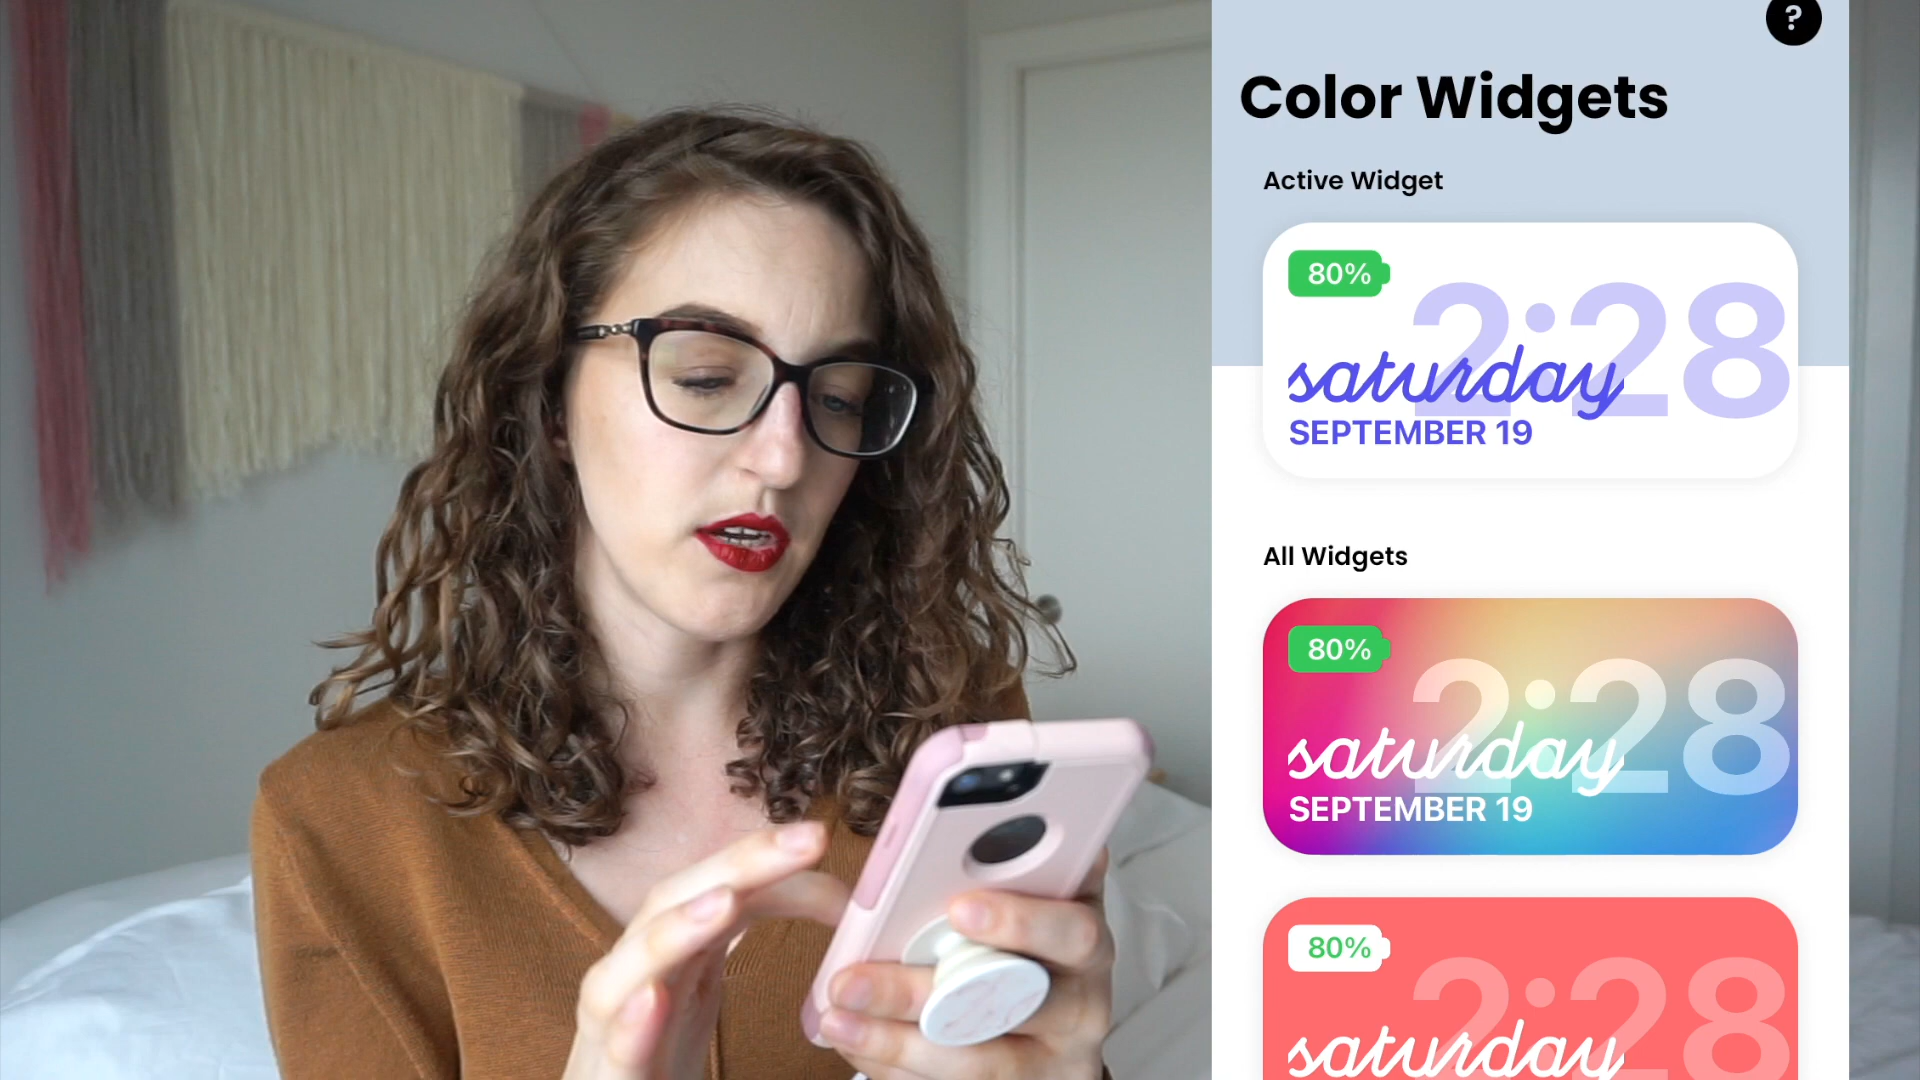 ?
Color Widgets
Active Widget
80%
2:28
saturday
SEPTEMBER 19
All Widgets
80%
2:28
saturday
SEPTEMBER 19
80%
2:28
saturday